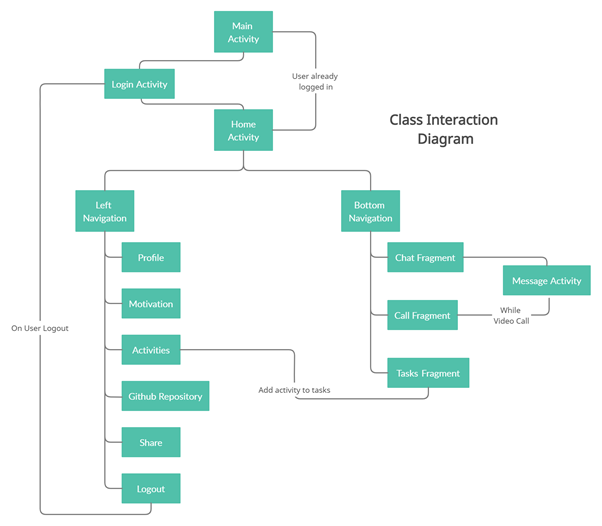 Main
Activity
User already
logged in
Login Activity
Home
Activity
Class Interaction
Diagram
Left
Navigation
Bottom
Navigation
Profile
Chat Fragment
Message Activity
Motivation
Call Fragment
While
Video Call
On User Logout
Activities
Tasks Fragment
Add activity to tasks
Github Repository
Share
Logout